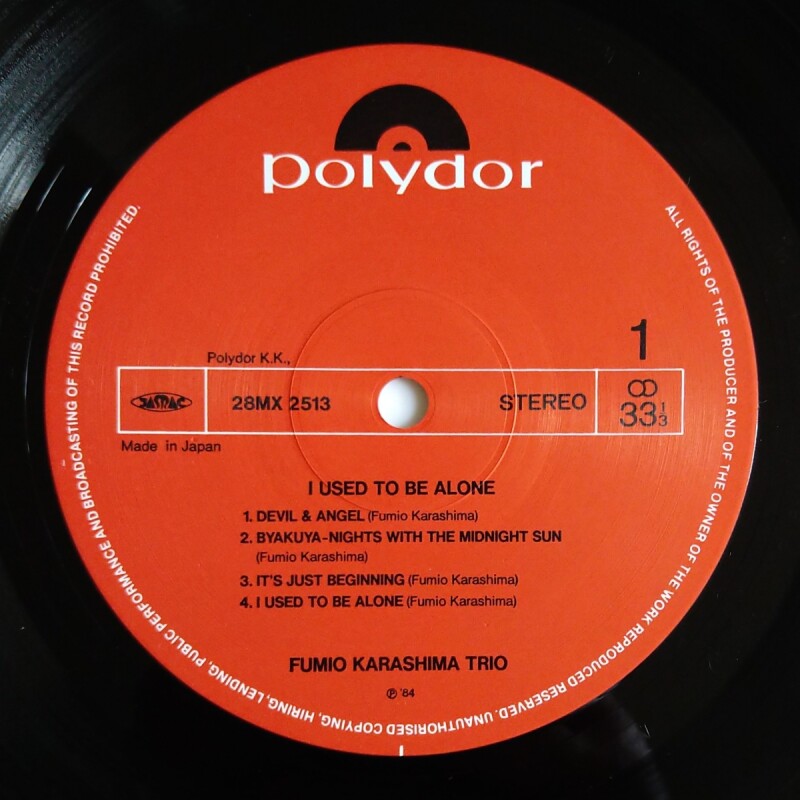 polydor
1
Polydor K.K.,
JASRAC
28MX 2513
STEREO
33 1/3
Made in Japan
I USED TO BE ALONE
1. DEVIL & ANGEL (Fumio Karashima)
2. BYAKUYA-NIGHTS WITH THE MIDNIGHT SUN
(Fumio Karashima)
3. IT'S JUST BEGINNING (Fumio Karashima)
4. I USED TO BE ALONE (Fumio Karashima)
FUMIO KARASHIMA TRIO
℗ '84
ALL RIGHTS OF THE PRODUCER AND OF THE OWNER OF THE WORK REPRODUCED RESERVED. UNAUTHORISED COPYING, HIRING, LENDING, PUBLIC PERFORMANCE AND BROADCASTING OF THIS RECORD PROHIBITED.